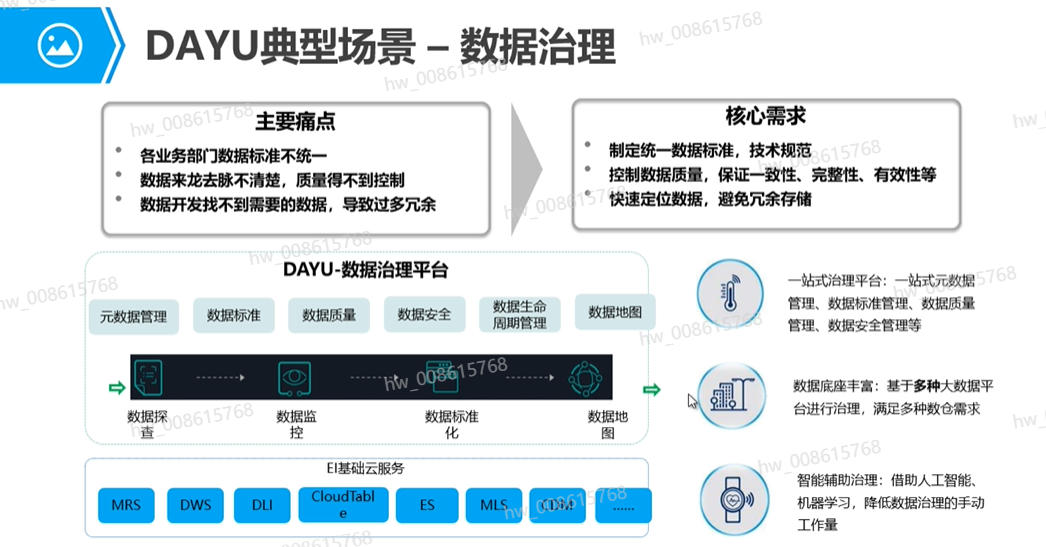 DAYU典型场景 – 数据治理
主要痛点
各业务部门数据标准不统一
数据来龙去脉不清楚，质量得不到控制
数据开发找不到需要的数据，导致过多冗余
核心需求
制定统一数据标准，技术规范
控制数据质量，保证一致性、完整性、有效性等
快速定位数据，避免冗余存储
DAYU-数据治理平台
元数据管理
数据标准
数据质量
数据安全
数据生命
周期管理
数据地图
数据探
查
数据监
控
数据标准
化
数据地
图
EI基础云服务
MRS
DWS
DLI
CloudTabl
e
ES
MLS
CDM
......
一站式治理平台：一站式元数据
管理、数据标准管理、数据质量
管理、数据安全管理等
数据底座丰富：基于多种大数据平
台进行治理，满足多种数仓需求
智能辅助治理：借助人工智能、
机器学习，降低数据治理的手动
工作量
hw_008615768